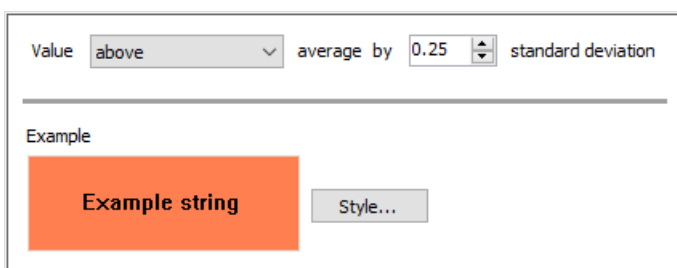 Value above average by 0.25 standard deviation
Example
Example string Style...